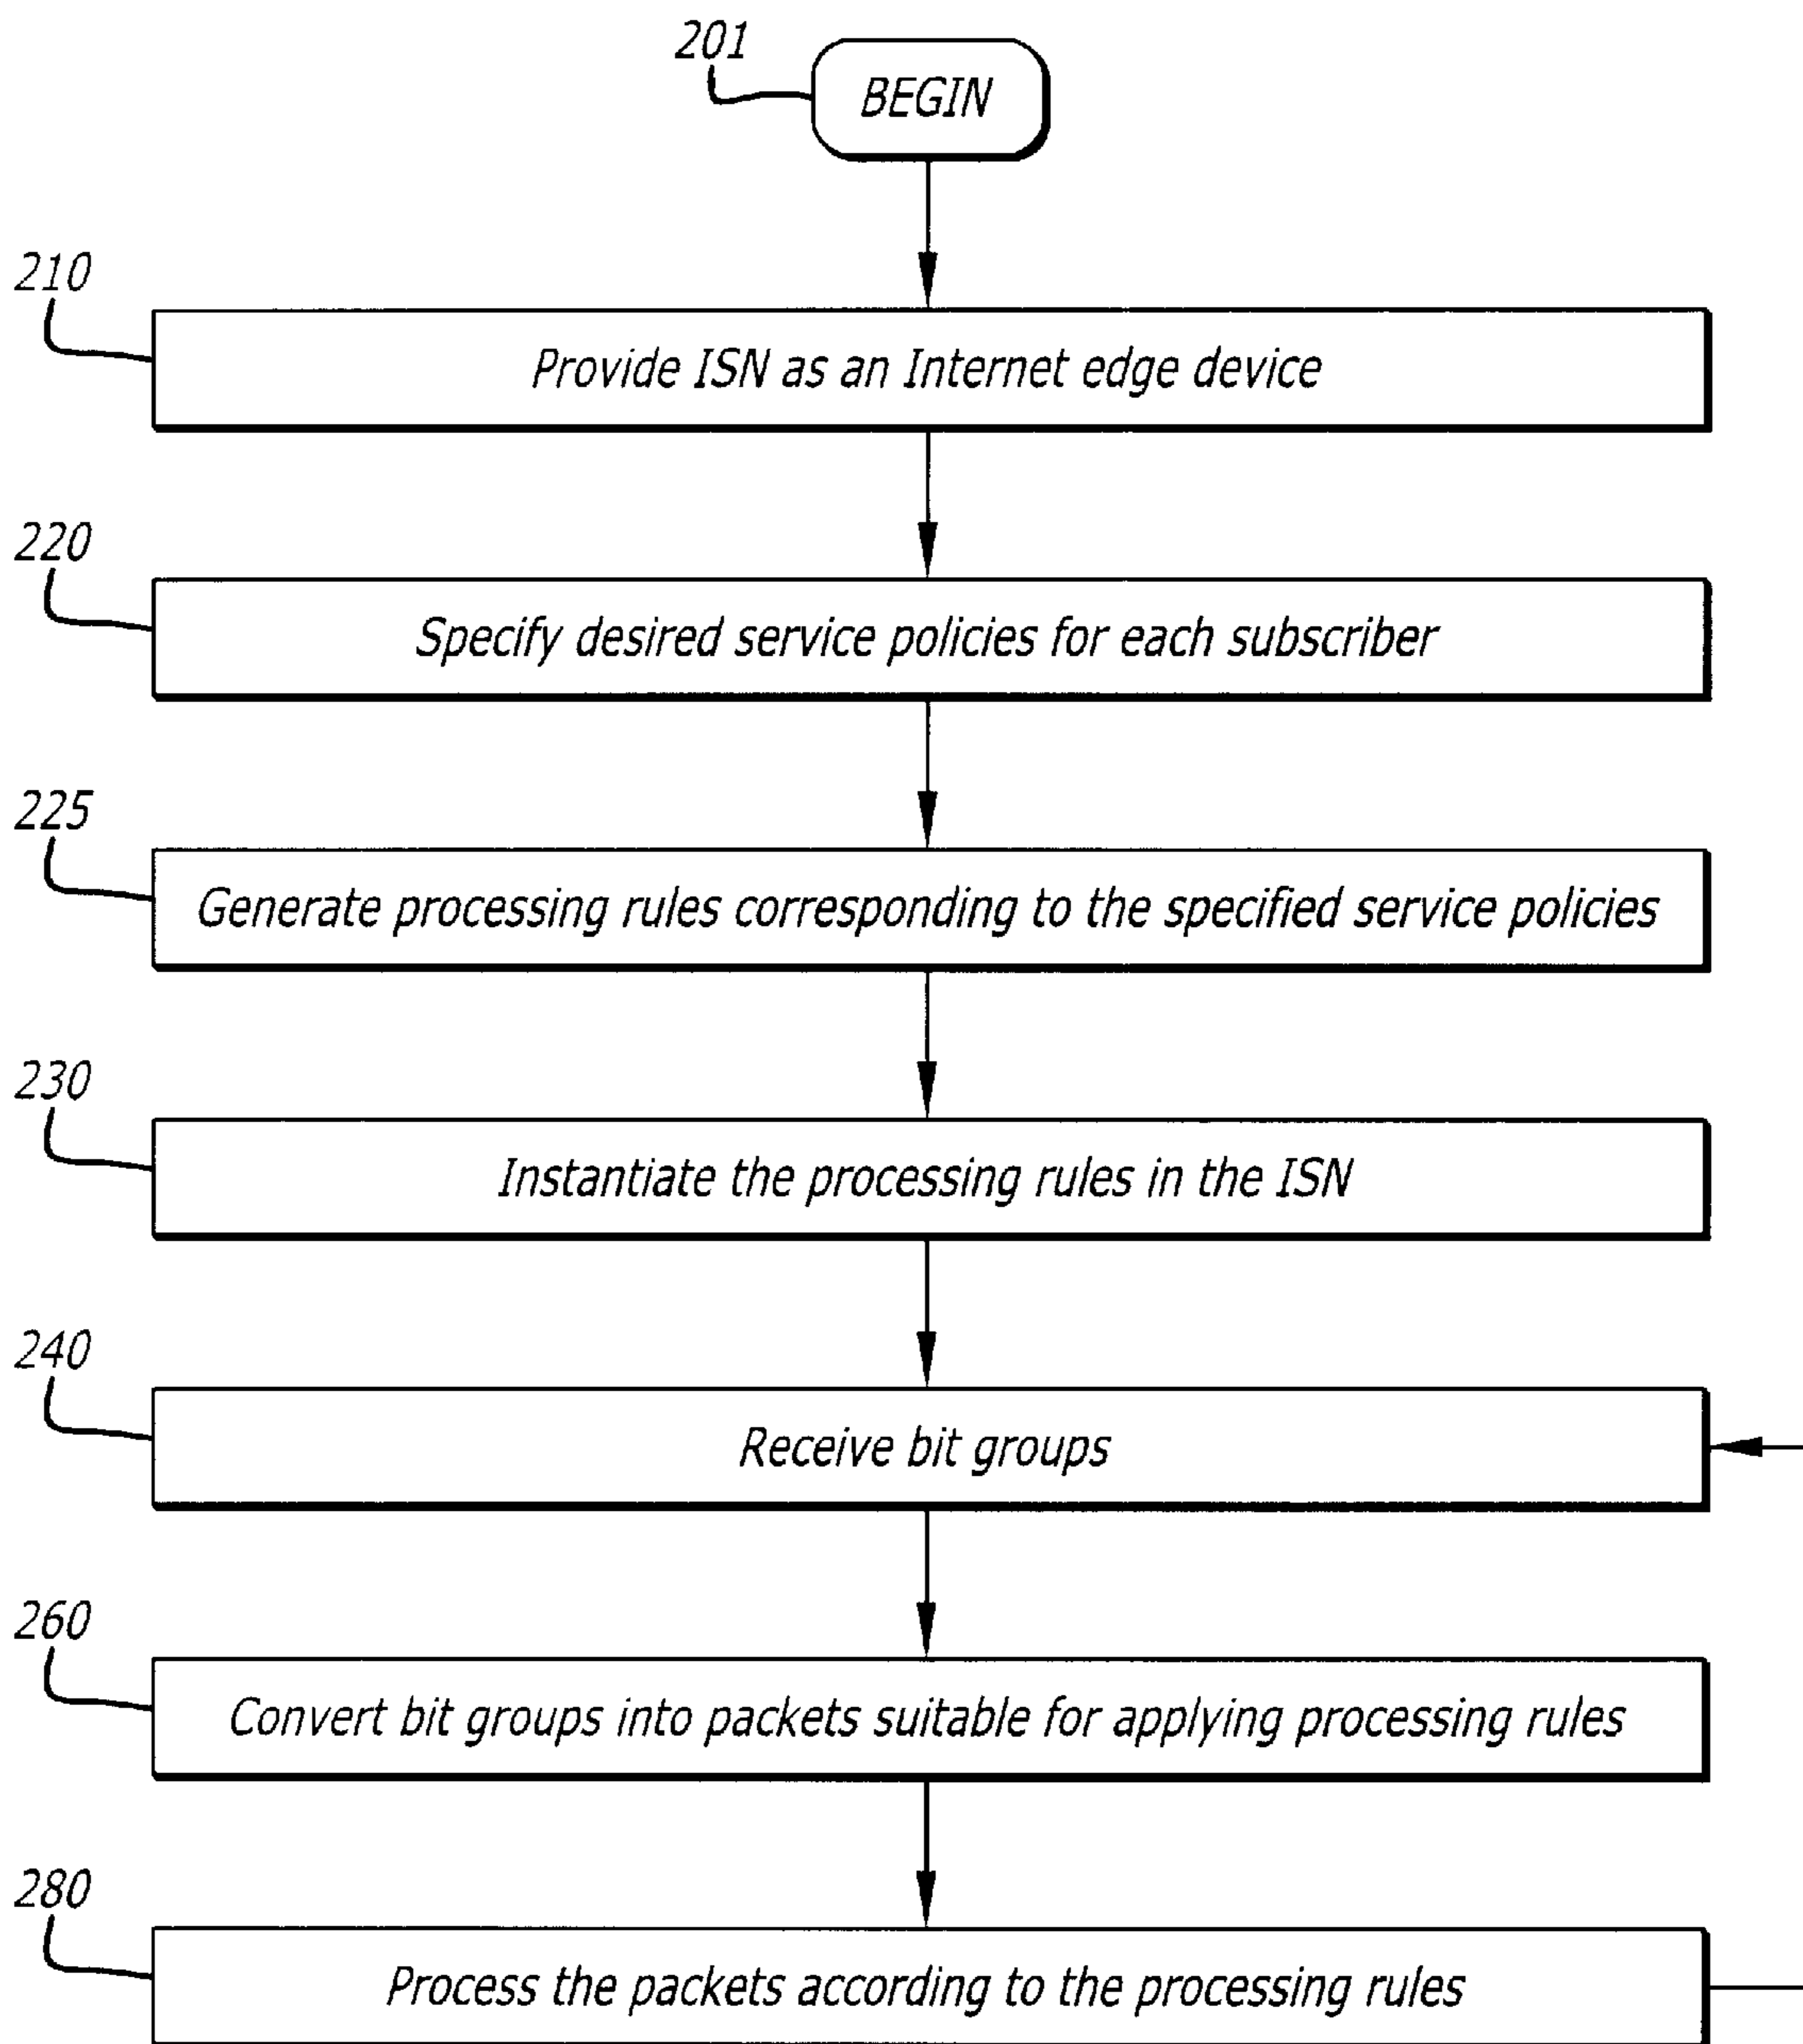 201
BEGIN
210
Provide ISN as an Internet edge device
220
Specify desired service policies for each subscriber
225
Generate processing rules corresponding to the specified service policies
230
Instantiate the processing rules in the ISN
240
Receive bit groups
260
Convert bit groups into packets suitable for applying processing rules
280
Process the packets according to the processing rules